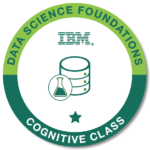 DATA SCIENCE FOUNDATIONS
IBM.
COGNITIVE CLASS